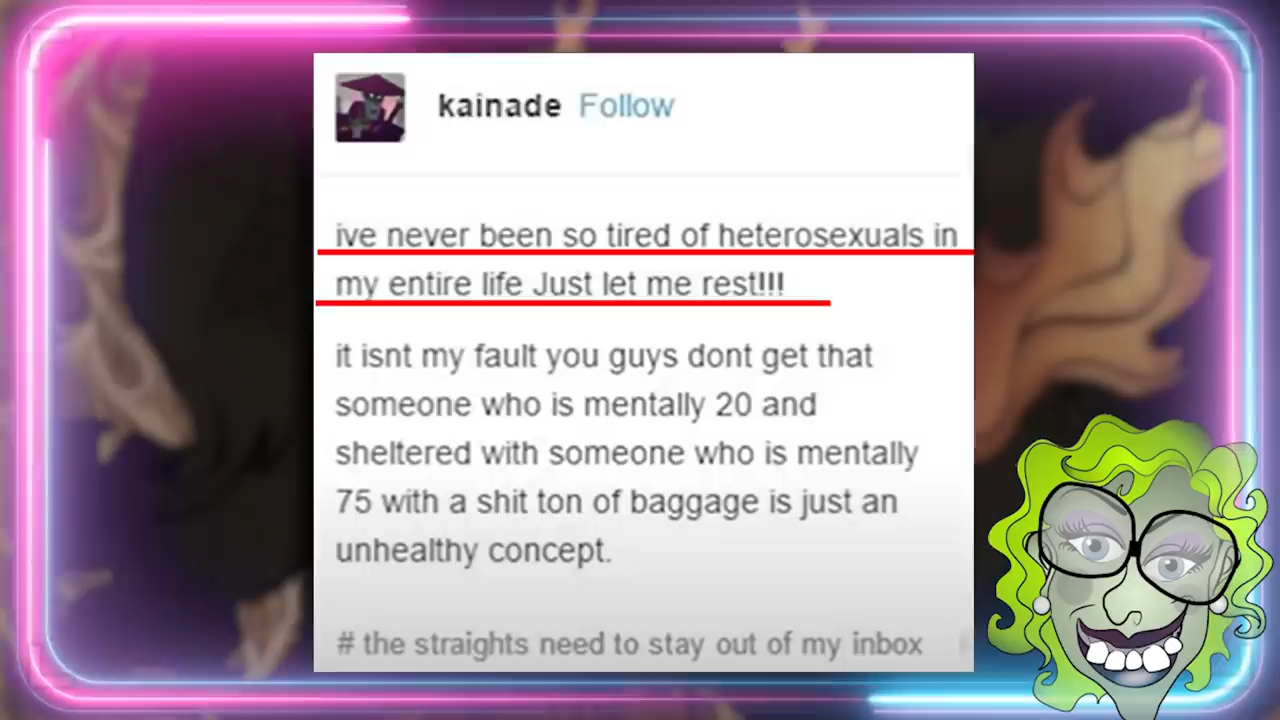 kainade Follow
ive never been so tired of heterosexuals in
my entire life Just let me rest!!!
it isnt my fault you guys dont get that
someone who is mentally 20 and
sheltered with someone who is mentally
75 with a shit ton of baggage is just an
unhealthy concept.
# the straights need to stay out of my inbox